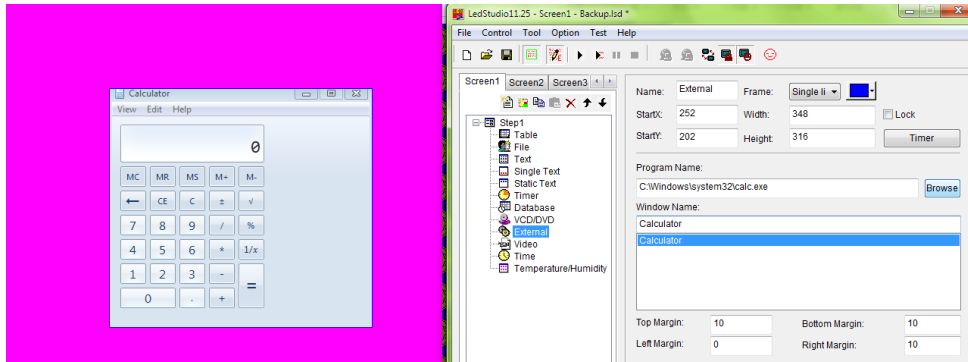 Calculator
View Edit Help
0
MC MR MS M+ M-
← CE C ± √
7 8 9 / %
4 5 6 * 1/x
1 2 3 - =
0 . +
LedStudio11.25 - Screen1 - Backup.lsd *
File Control Tool Option Test Help
Screen1 Screen2 Screen3
Step1
Table
File
Text
Single Text
Static Text
Timer
Database
VCD/DVD
External
Video
Time
Temperature/Humidity
Name: External Frame: Single li
StartX: 252 Width: 348 Lock
StartY: 202 Height: 316 Timer
Program Name:
C:\Windows\system32\calc.exe Browse
Window Name:
Calculator
Calculator
Top Margin: 10 Bottom Margin: 10
Left Margin: 0 Right Margin: 10